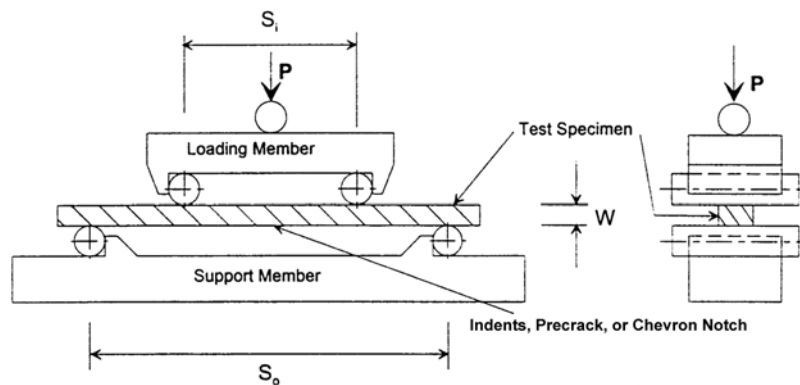 Si
P
P
Test Specimen
Loading Member
W
Support Member
Indents, Precrack, or Chevron Notch
So